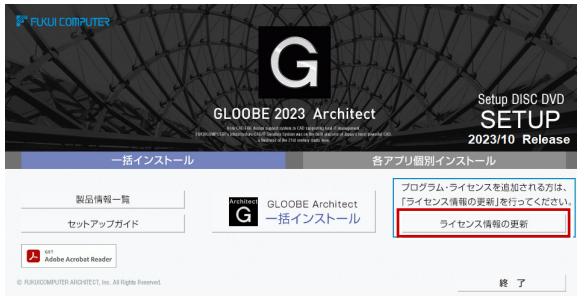 FUKUI COMPUTER
G
GLOOBE 2023 Architect
Setup DISC DVD
SETUP
2023/10 Release
一括インストール
各アプリ個別インストール
製品情報一覧
セットアップガイド
Architect
G
GLOOBE Architect
一括インストール
プログラム・ライセンスを追加される方は、
「ライセンス情報の更新」を行ってください。
ライセンス情報の更新
GET
Adobe Acrobat Reader
© FUKUICOMPUTER ARCHITECT, Inc. All Rights Reserved.
終 了